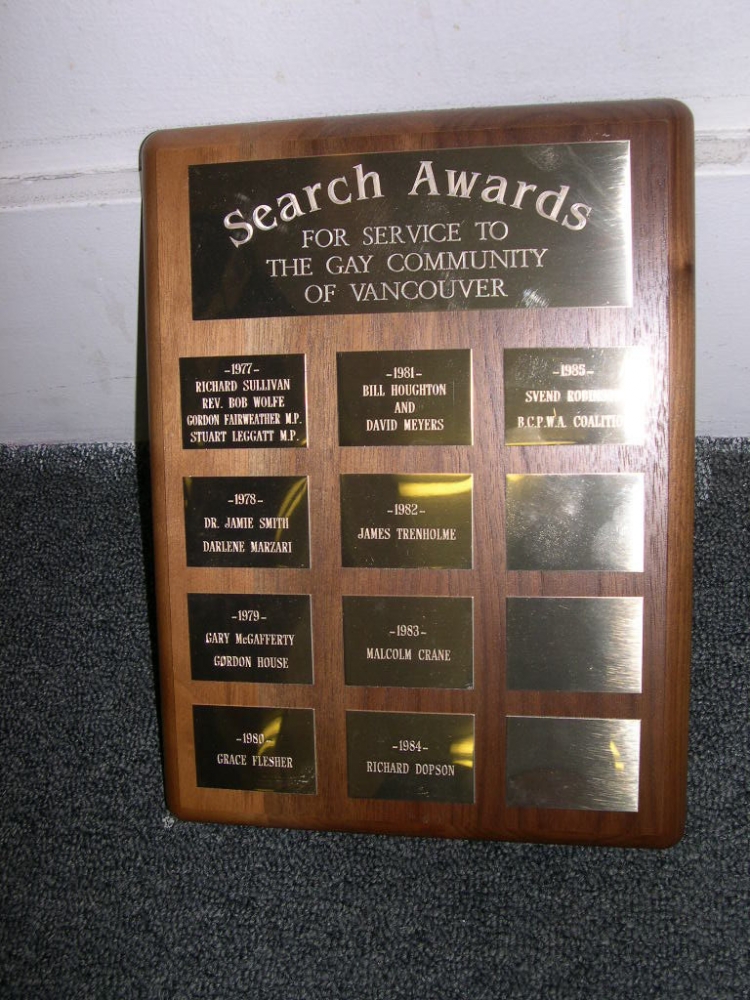 Search Awards
FOR SERVICE TO
THE GAY COMMUNITY
OF VANCOUVER
-1977-
RICHARD SULLIVAN
REV. BOB WOLFE
GORDON FAIRWEATHER M.P.
STUART LEGGATT M.P.
-1978-
DR. JAMIE SMITH
DARLENE MARZARI
-1979-
GARY McGAFFERTY
GORDON HOUSE
-1980-
GRACE FLESHER
-1981-
BILL HOUGHTON
AND
DAVID MEYERS
-1982-
JAMES TRENHOLME
-1983-
MALCOLM CRANE
-1984-
RICHARD DOPSON
-1985-
SVEND
B.C.P.W.A.